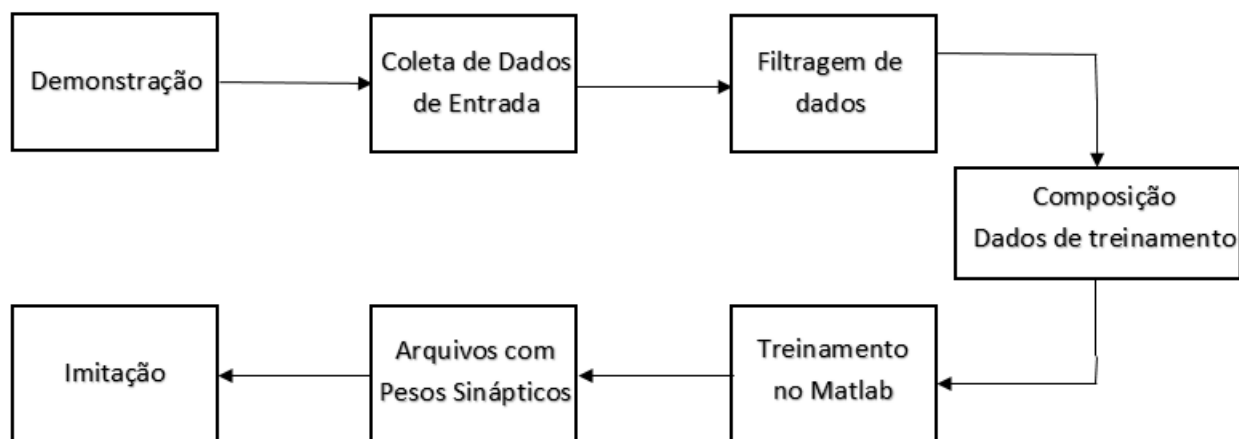 Demonstração
Coleta de Dados
de Entrada
Filtragem de
dados
Composição
Dados de treinamento
Treinamento
no Matlab
Arquivos com
Pesos Sinápticos
Imitação